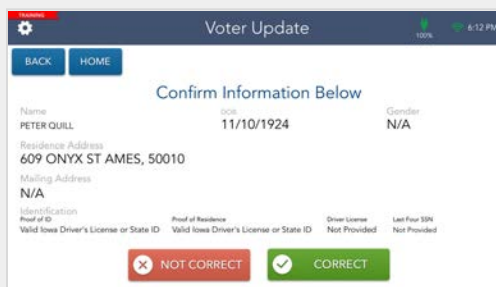 TRAINING
Voter Update
100%
6:12 PM
BACK HOME
Confirm Information Below
Name DOB Gender
PETER QUILL 11/10/1924 N/A
Residence Address
609 ONYX ST AMES, 50010
Mailing Address
N/A
Identification
Proof of ID Proof of Residence Driver License Last Four SSN
Valid Iowa Driver's License or State ID Valid Iowa Driver's License or State ID Not Provided Not Provided
NOT CORRECT CORRECT